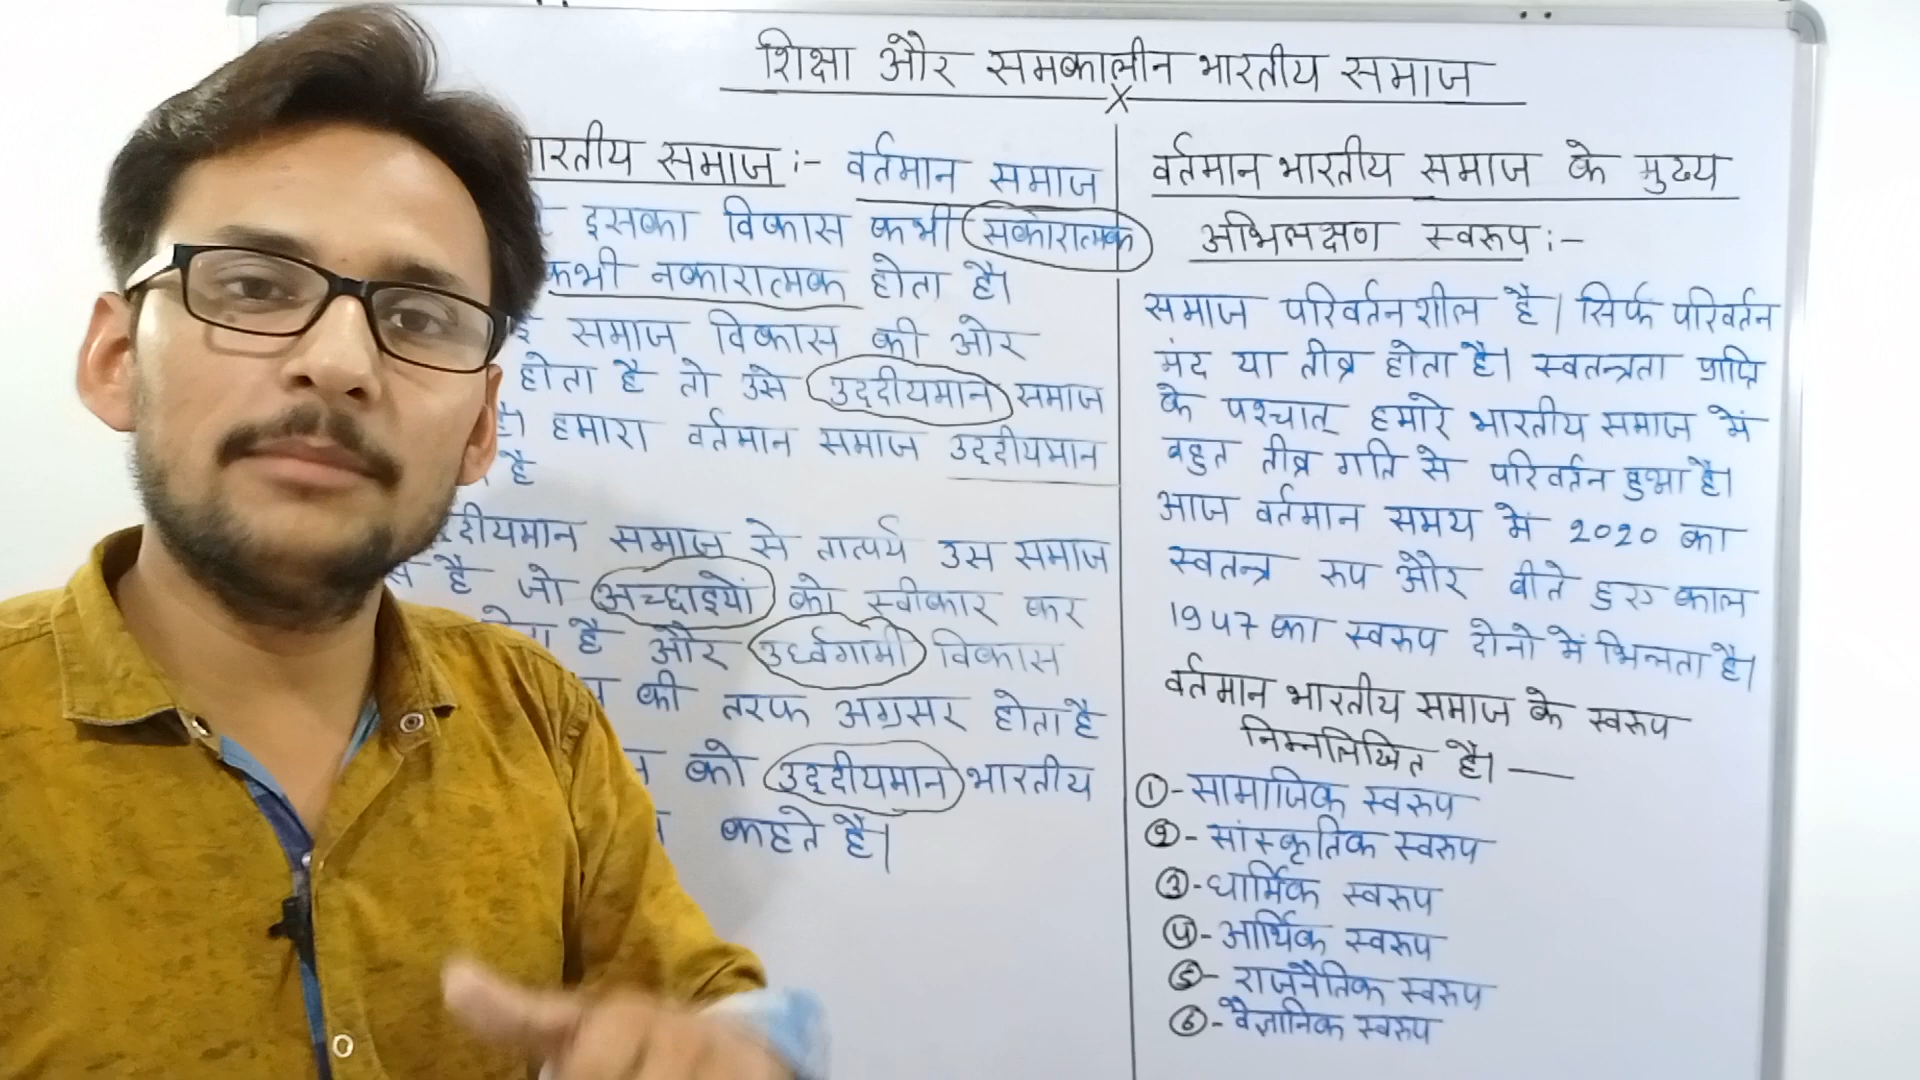 शिक्षा और समकालीन भारतीय समाज
भारतीय समाज :- वर्तमान समाज
इसका विकास कभी सकारात्मक
कभी नकारात्मक होता है।
समाज विकास की ओर
होता है तो उसे उद्दीयमान समाज
है। हमारा वर्तमान समाज उद्दीयमान
है
उद्दीयमान समाज से तात्पर्य उस समाज
से है जो अच्छाइयों को स्वीकार कर
है और उर्ध्वगामी विकास
की तरफ अग्रसर होता है
को उद्दीयमान भारतीय
कहते हैं।
वर्तमान भारतीय समाज के मुख्य
अभिलक्षण स्वरुप :-
समाज परिवर्तनशील है। सिर्फ परिवर्तन
मंद या तीव्र होता है। स्वतन्त्रता प्राप्ति
के पश्चात् हमारे भारतीय समाज में
बहुत तीव्र गति से परिवर्तन हुआ है।
आज वर्तमान समय में 2020 का
स्वतन्त्र रुप और बीते हुए काल
1947 का स्वरुप दोनो में भिन्नता है।
वर्तमान भारतीय समाज के स्वरुप
निम्नलिखित है। —
① - सामाजिक स्वरुप
② - सांस्कृतिक स्वरुप
③ - धार्मिक स्वरुप
④ - आर्थिक स्वरुप
⑤ - राजनैतिक स्वरुप
⑥ - वैज्ञानिक स्वरुप